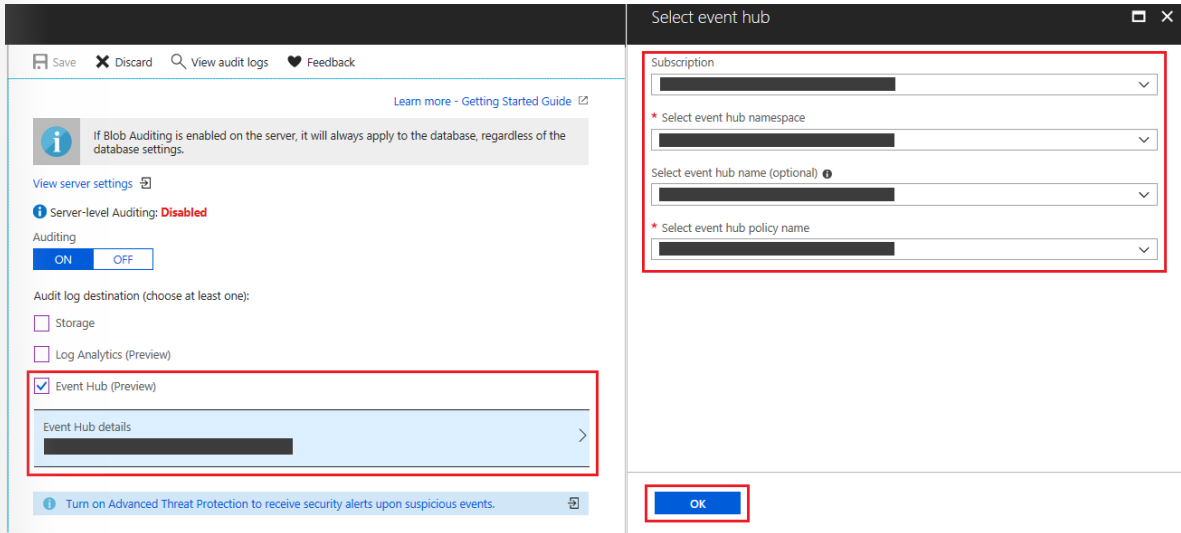 Select event hub
Save
Discard
View audit logs
Feedback
Learn more - Getting Started Guide
If Blob Auditing is enabled on the server, it will always apply to the database, regardless of the
database settings.
View server settings
Server-level Auditing: Disabled
Auditing
ON
OFF
Audit log destination (choose at least one):
Storage
Log Analytics (Preview)
Event Hub (Preview)
Event Hub details
Turn on Advanced Threat Protection to receive security alerts upon suspicious events.
Subscription
* Select event hub namespace
Select event hub name (optional)
* Select event hub policy name
OK